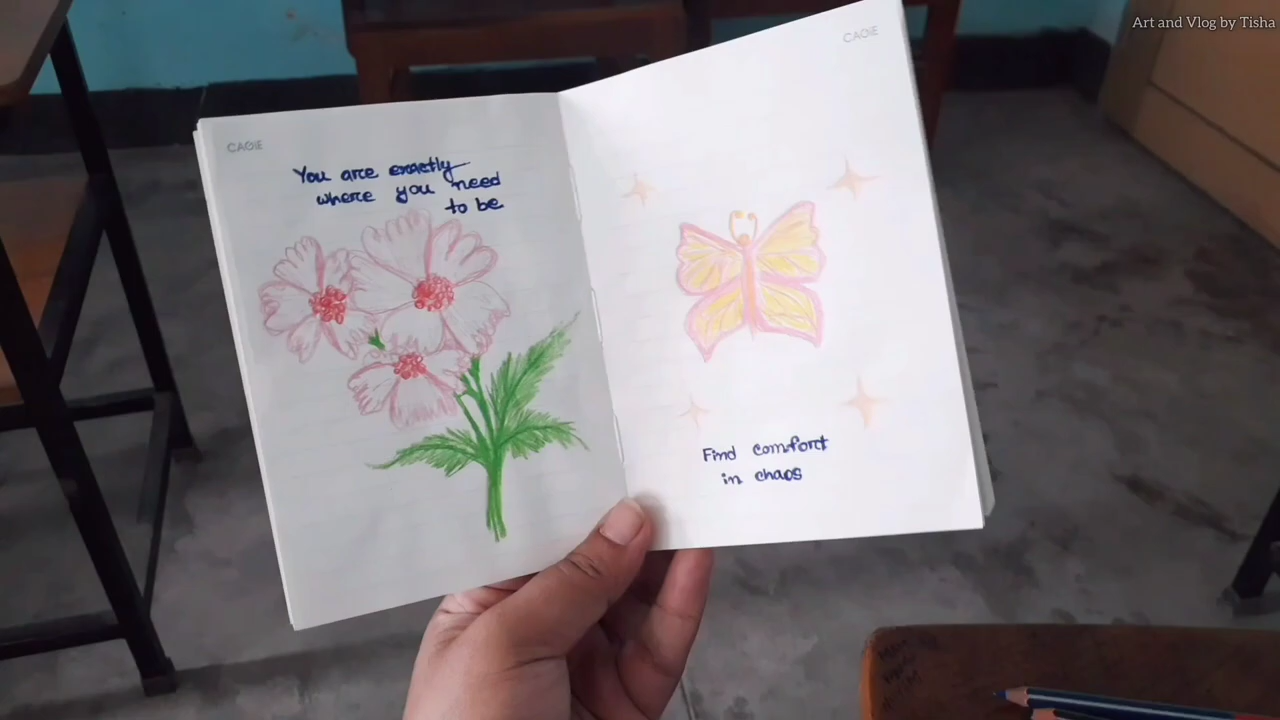 Art and Vlog by Tisha
CAGIE
You are exactly
where you need
to be
CAGIE
Find comfort
in chaos